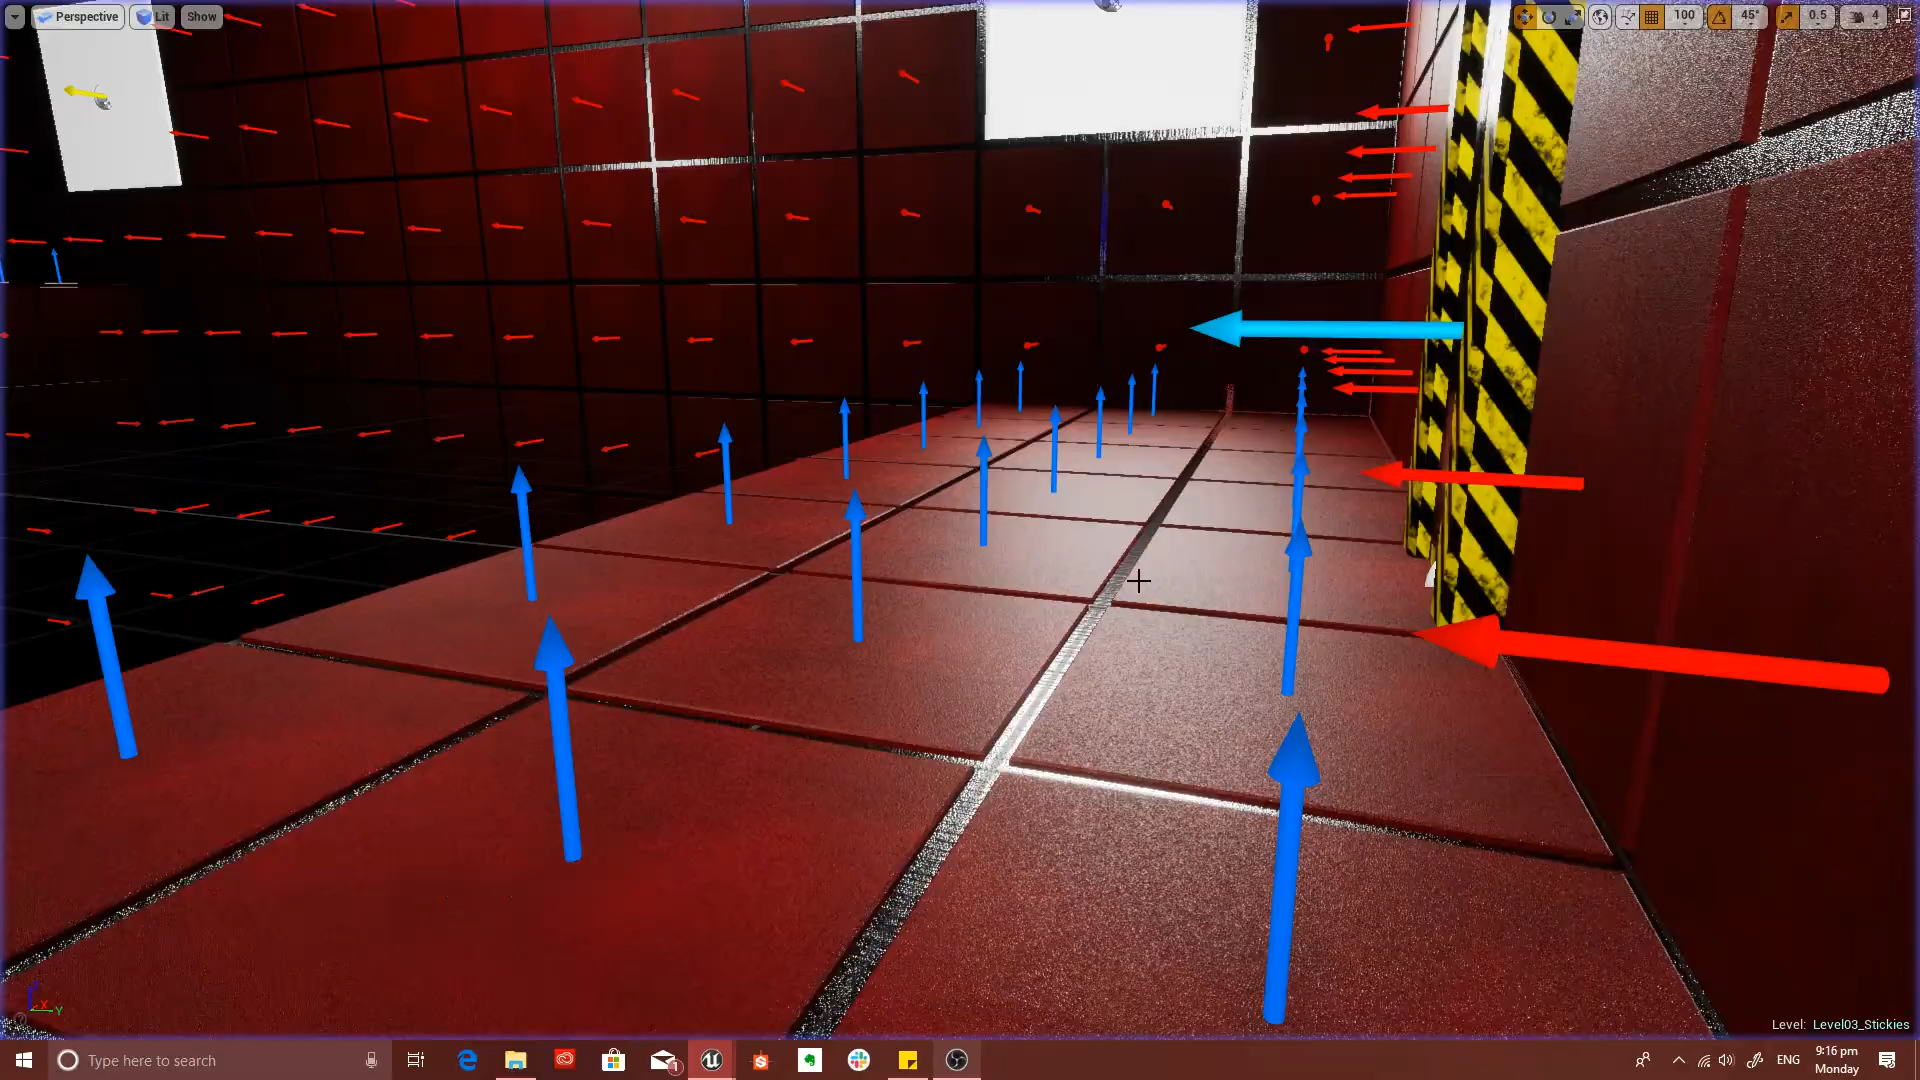 Perspective
Lit
Show
100
45°
0.5
4
X
Y
Level: Level03_Stickies
Type here to search
1
ENG
9:16 pm
Monday